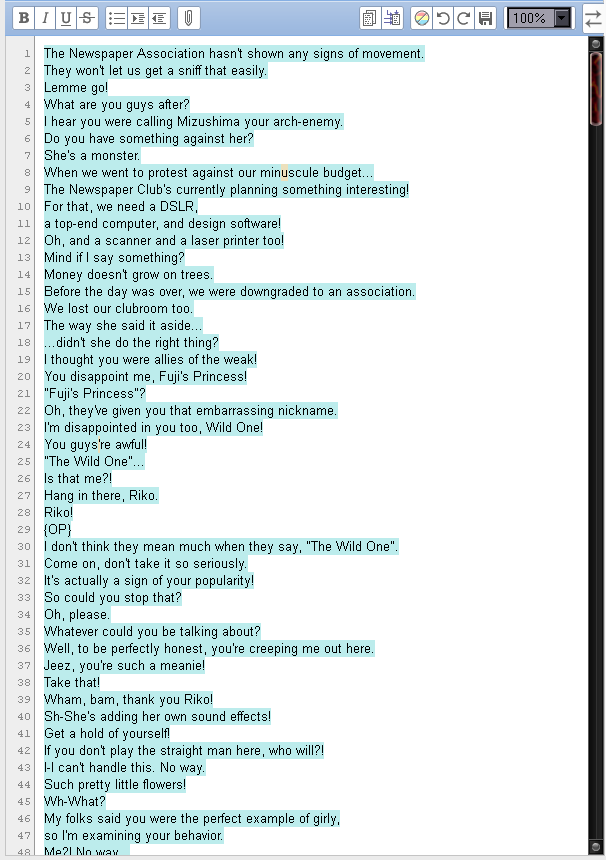 B I U S 100%
1 The Newspaper Association hasn't shown any signs of movement.
2 They won't let us get a sniff that easily.
3 Lemme go!
4 What are you guys after?
5 I hear you were calling Mizushima your arch-enemy.
6 Do you have something against her?
7 She's a monster.
8 When we went to protest against our minuscule budget...
9 The Newspaper Club's currently planning something interesting!
10 For that, we need a DSLR,
11 a top-end computer, and design software!
12 Oh, and a scanner and a laser printer too!
13 Mind if I say something?
14 Money doesn't grow on trees.
15 Before the day was over, we were downgraded to an association.
16 We lost our clubroom too.
17 The way she said it aside...
18 ...didn't she do the right thing?
19 I thought you were allies of the weak!
20 You disappoint me, Fuji's Princess!
21 "Fuji's Princess"?
22 Oh, they've given you that embarrassing nickname.
23 I'm disappointed in you too, Wild One!
24 You guys're awful!
25 "The Wild One"...
26 Is that me?!
27 Hang in there, Riko.
28 Riko!
29 {OP}
30 I don't think they mean much when they say, "The Wild One".
31 Come on, don't take it so seriously.
32 It's actually a sign of your popularity!
33 So could you stop that?
34 Oh, please.
35 Whatever could you be talking about?
36 Well, to be perfectly honest, you're creeping me out here.
37 Jeez, you're such a meanie!
38 Take that!
39 Wham, bam, thank you Riko!
40 Sh-She's adding her own sound effects!
41 Get a hold of yourself!
42 If you don't play the straight man here, who will?!
43 I-I can't handle this. No way.
44 Such pretty little flowers!
45 Wh-What?
46 My folks said you were the perfect example of girly,
47 so I'm examining your behavior.
48 Me?! No way...